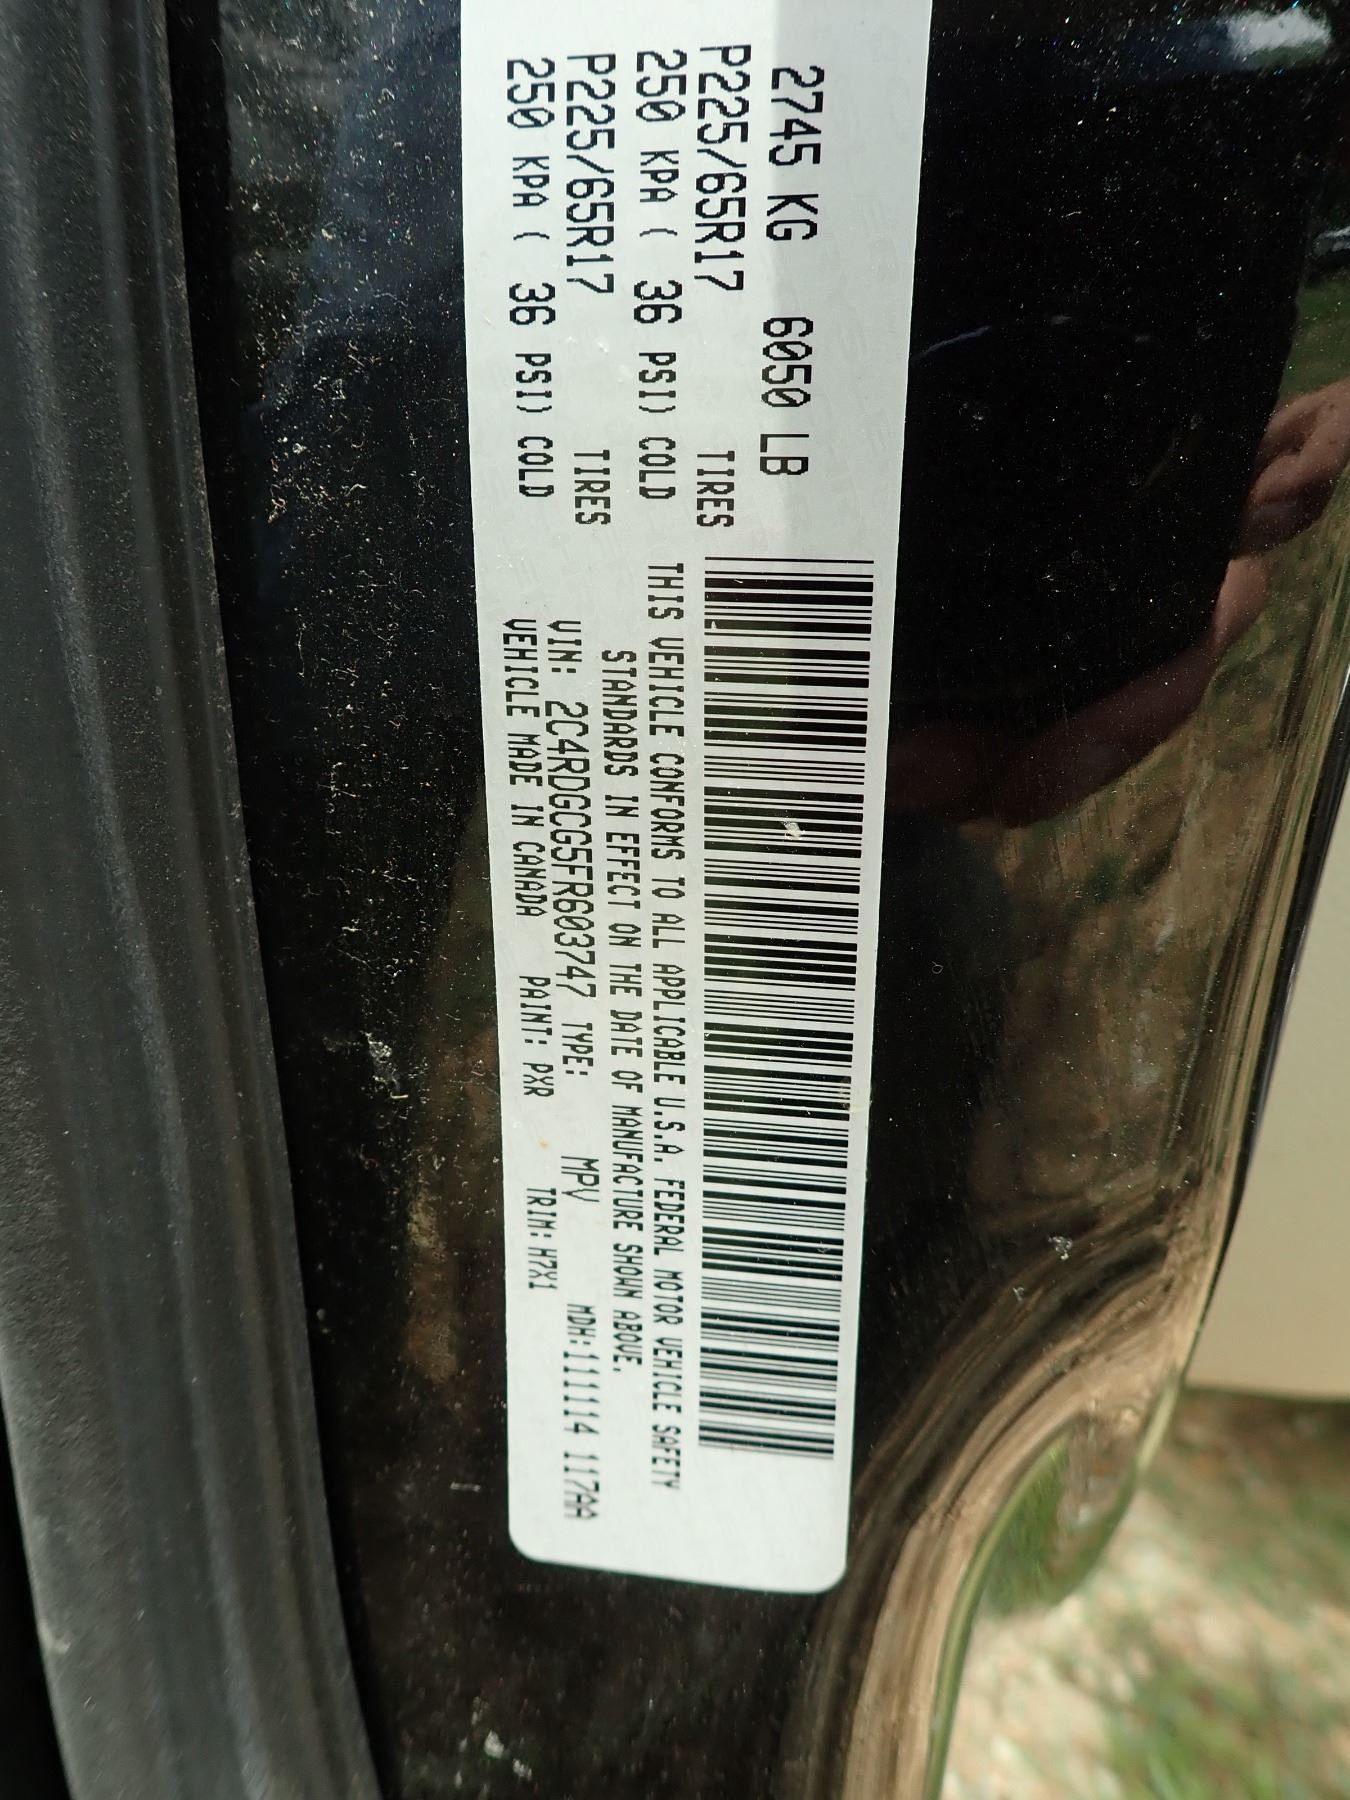 2745 KG 6050 LB
P225/65R17 TIRES
250 KPA ( 36 PSI) COLD
P225/65R17 TIRES
250 KPA ( 36 PSI) COLD
THIS VEHICLE CONFORMS TO ALL APPLICABLE U.S.A. FEDERAL MOTOR VEHICLE SAFETY
STANDARDS IN EFFECT ON THE DATE OF MANUFACTURE SHOWN ABOVE.
VIN: 2C4RDGCG5FR603747 TYPE: MPV MDH:111114 117AA
VEHICLE MADE IN CANADA PAINT: PXR TRIM: H7X1